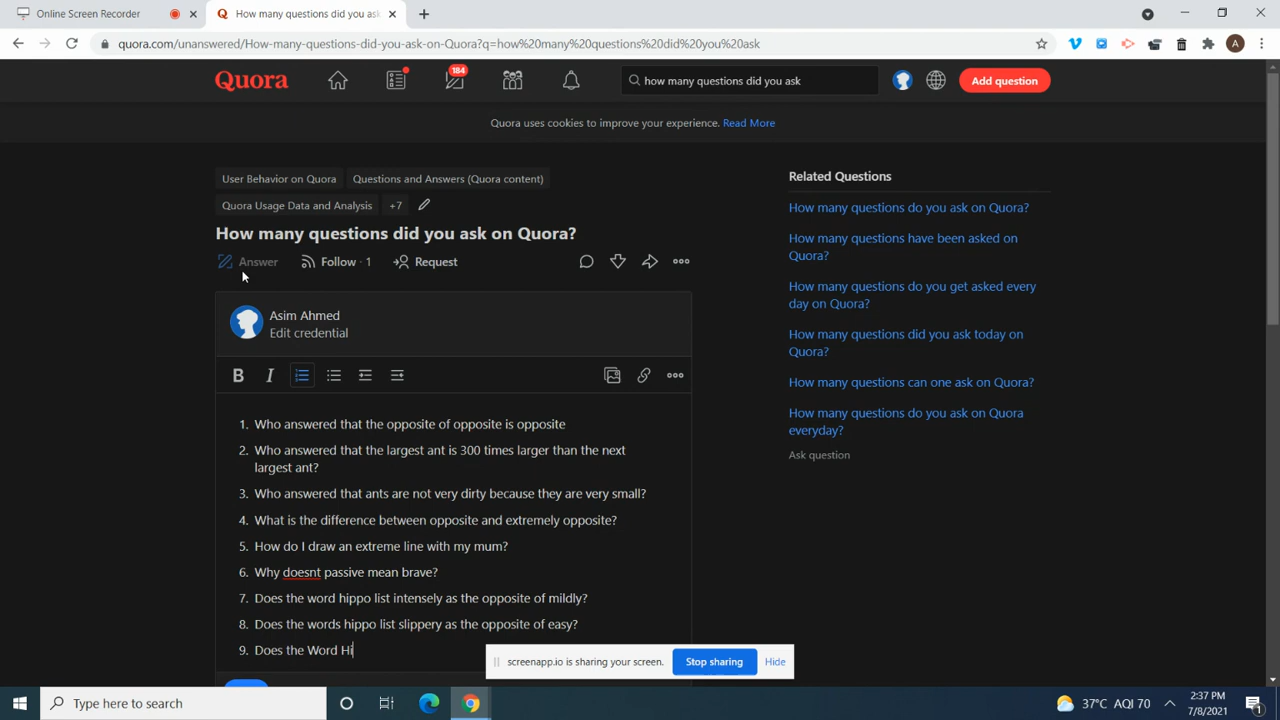 Online Screen Recorder
How many questions did you ask
quora.com/unanswered/How-many-questions-did-you-ask-on-Quora?q=how%20many%20questions%20did%20you%20ask
A
Quora
184
how many questions did you ask
Add question
Quora uses cookies to improve your experience. Read More
User Behavior on Quora
Questions and Answers (Quora content)
Quora Usage Data and Analysis
+7
How many questions did you ask on Quora?
Answer
Follow · 1
Request
Asim Ahmed
Edit credential
B I
1. Who answered that the opposite of opposite is opposite
2. Who answered that the largest ant is 300 times larger than the next
largest ant?
3. Who answered that ants are not very dirty because they are very small?
4. What is the difference between opposite and extremely opposite?
5. How do I draw an extreme line with my mum?
6. Why doesnt passive mean brave?
7. Does the word hippo list intensely as the opposite of mildly?
8. Does the words hippo list slippery as the opposite of easy?
9. Does the Word Hi
Related Questions
How many questions do you ask on Quora?
How many questions have been asked on
Quora?
How many questions do you get asked every
day on Quora?
How many questions did you ask today on
Quora?
How many questions can one ask on Quora?
How many questions do you ask on Quora
everyday?
Ask question
screenapp.io is sharing your screen.
Stop sharing
Hide
Type here to search
37°C AQI 70
2:37 PM
7/8/2021
1